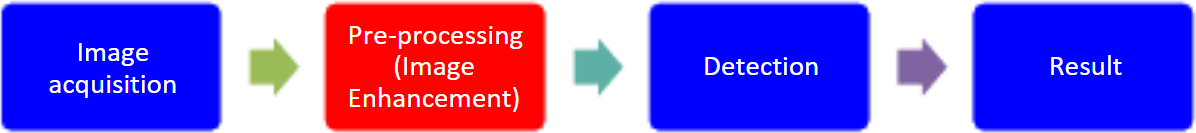 Image
acquisition
Pre-processing
(Image
Enhancement)
Detection
Result